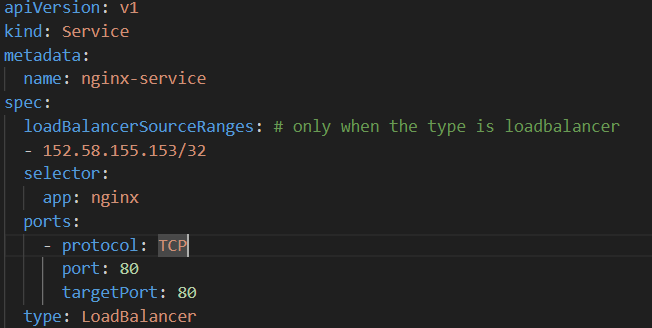 apiVersion: v1
kind: Service
metadata:
  name: nginx-service
spec:
  loadBalancerSourceRanges: # only when the type is loadbalancer
  - 152.58.155.153/32
  selector:
    app: nginx
  ports:
    - protocol: TCP
      port: 80
      targetPort: 80
  type: LoadBalancer